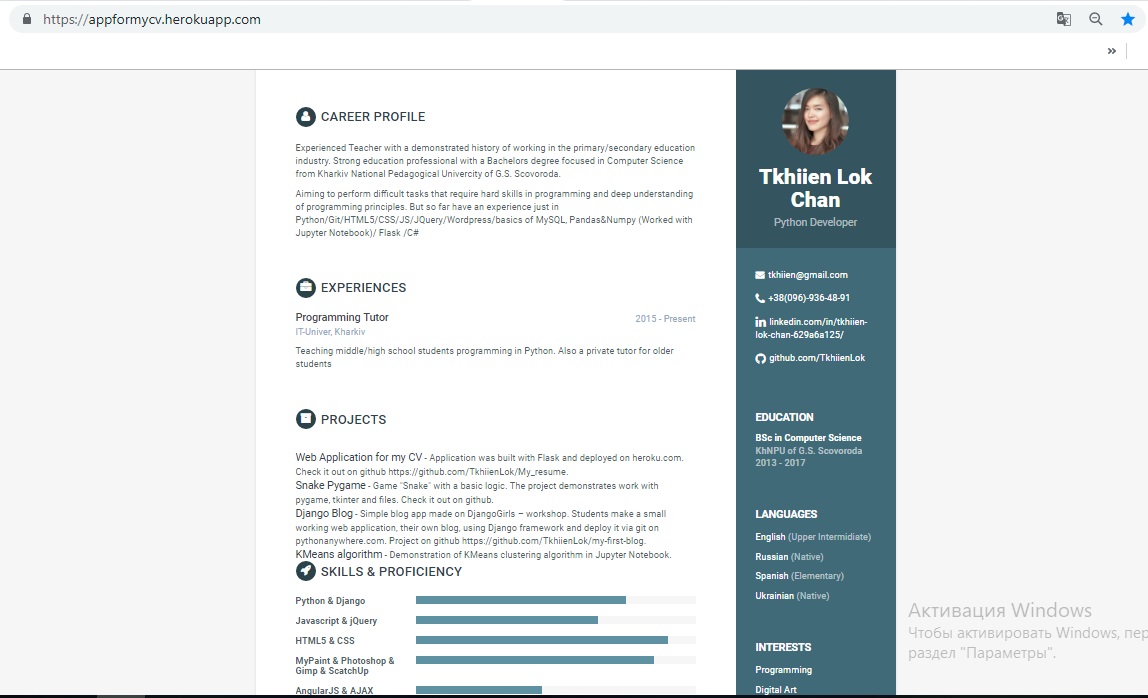 https://appformycv.herokuapp.com
»
CAREER PROFILE
Experienced Teacher with a demonstrated history of working in the primary/secondary education
industry. Strong education professional with a Bachelors degree focused in Computer Science
from Kharkiv National Pedagogical Univercity of G.S. Scovoroda.
Aiming to perform difficult tasks that require hard skills in programming and deep understanding
of programming principles. But so far have an experience just in
Python/Git/HTML5/CSS/JS/JQuery/Wordpress/basics of MySQL, Pandas&Numpy (Worked with
Jupyter Notebook)/ Flask /C#
EXPERIENCES
Programming Tutor 2015 - Present
IT-Univer, Kharkiv
Teaching middle/high school students programming in Python. Also a private tutor for older
students
PROJECTS
Web Application for my CV - Application was built with Flask and deployed on heroku.com.
Check it out on github https://github.com/TkhiienLok/My_resume.
Snake Pygame - Game "Snake" with a basic logic. The project demonstrates work with
pygame, tkinter and files. Check it out on github.
Django Blog - Simple blog app made on DjangoGirls – workshop. Students make a small
working web application, their own blog, using Django framework and deploy it via git on
pythonanywhere.com. Project on github https://github.com/TkhiienLok/my-first-blog.
KMeans algorithm - Demonstration of KMeans clustering algorithm in Jupyter Notebook.
SKILLS & PROFICIENCY
Python & Django
Javascript & jQuery
HTML5 & CSS
MyPaint & Photoshop &
Gimp & ScatchUp
AngularJS & AJAX
Tkhiien Lok
Chan
Python Developer
tkhiien@gmail.com
+38(096)-936-48-91
linkedin.com/in/tkhiien-
lok-chan-629a6a125/
github.com/TkhiienLok
EDUCATION
BSc in Computer Science
KhNPU of G.S. Scovoroda
2013 - 2017
LANGUAGES
English (Upper Intermidiate)
Russian (Native)
Spanish (Elementary)
Ukrainian (Native)
INTERESTS
Programming
Digital Art
Активация Windows
Чтобы активировать Windows, пер
раздел "Параметры".